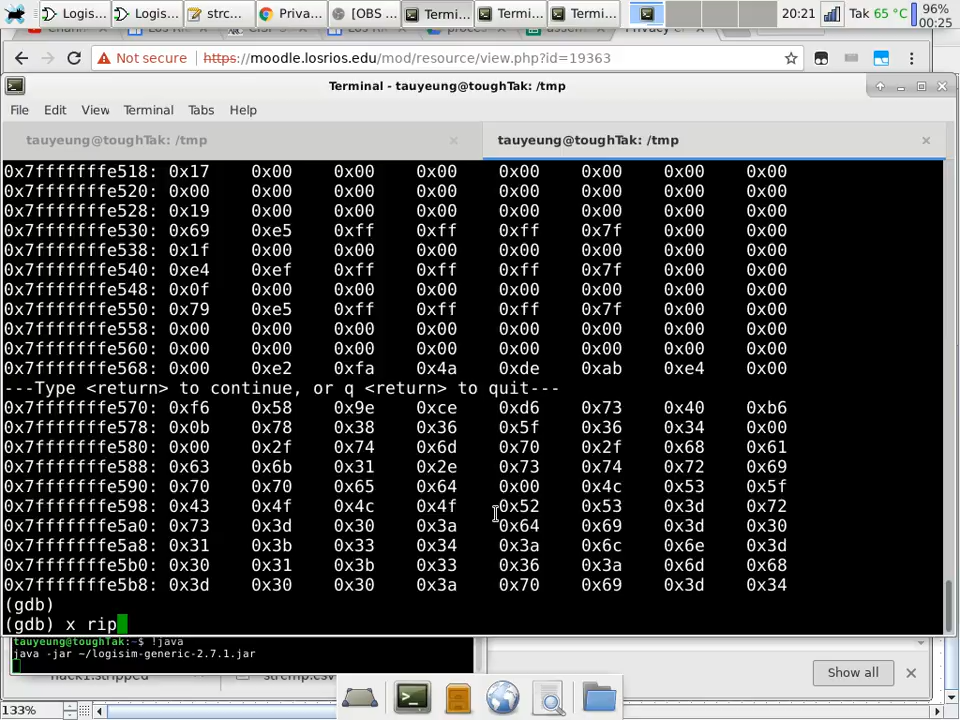 Logis... Logis... strc... Priva... [OBS ... Termi... Termi... Termi... 20:21 Tak 65 °C 96% 00:25
Not secure https://moodle.losrios.edu/mod/resource/view.php?id=19363
Terminal - tauyeung@toughTak: /tmp
File Edit View Terminal Tabs Help
tauyeung@toughTak: /tmp × tauyeung@toughTak: /tmp ×
0x7fffffffe518: 0x17 0x00 0x00 0x00 0x00 0x00 0x00 0x00
0x7fffffffe520: 0x00 0x00 0x00 0x00 0x00 0x00 0x00 0x00
0x7fffffffe528: 0x19 0x00 0x00 0x00 0x00 0x00 0x00 0x00
0x7fffffffe530: 0x69 0xe5 0xff 0xff 0xff 0x7f 0x00 0x00
0x7fffffffe538: 0x1f 0x00 0x00 0x00 0x00 0x00 0x00 0x00
0x7fffffffe540: 0xe4 0xef 0xff 0xff 0xff 0x7f 0x00 0x00
0x7fffffffe548: 0x0f 0x00 0x00 0x00 0x00 0x00 0x00 0x00
0x7fffffffe550: 0x79 0xe5 0xff 0xff 0xff 0x7f 0x00 0x00
0x7fffffffe558: 0x00 0x00 0x00 0x00 0x00 0x00 0x00 0x00
0x7fffffffe560: 0x00 0x00 0x00 0x00 0x00 0x00 0x00 0x00
0x7fffffffe568: 0x00 0xe2 0xfa 0x4a 0xde 0xab 0xe4 0x00
---Type <return> to continue, or q <return> to quit---
0x7fffffffe570: 0xf6 0x58 0x9e 0xce 0xd6 0x73 0x40 0xb6
0x7fffffffe578: 0x0b 0x78 0x38 0x36 0x5f 0x36 0x34 0x00
0x7fffffffe580: 0x00 0x2f 0x74 0x6d 0x70 0x2f 0x68 0x61
0x7fffffffe588: 0x63 0x6b 0x31 0x2e 0x73 0x74 0x72 0x69
0x7fffffffe590: 0x70 0x70 0x65 0x64 0x00 0x4c 0x53 0x5f
0x7fffffffe598: 0x43 0x4f 0x4c 0x4f 0x52 0x53 0x3d 0x72
0x7fffffffe5a0: 0x73 0x3d 0x30 0x3a 0x64 0x69 0x3d 0x30
0x7fffffffe5a8: 0x31 0x3b 0x33 0x34 0x3a 0x6c 0x6e 0x3d
0x7fffffffe5b0: 0x30 0x31 0x3b 0x33 0x36 0x3a 0x6d 0x68
0x7fffffffe5b8: 0x3d 0x30 0x30 0x3a 0x70 0x69 0x3d 0x34
(gdb)
(gdb) x rip
tauyeung@toughTak:~$ !java
java -jar ~/logisim-generic-2.7.1.jar
hack1.stripped strcmp.csv Show all
133%